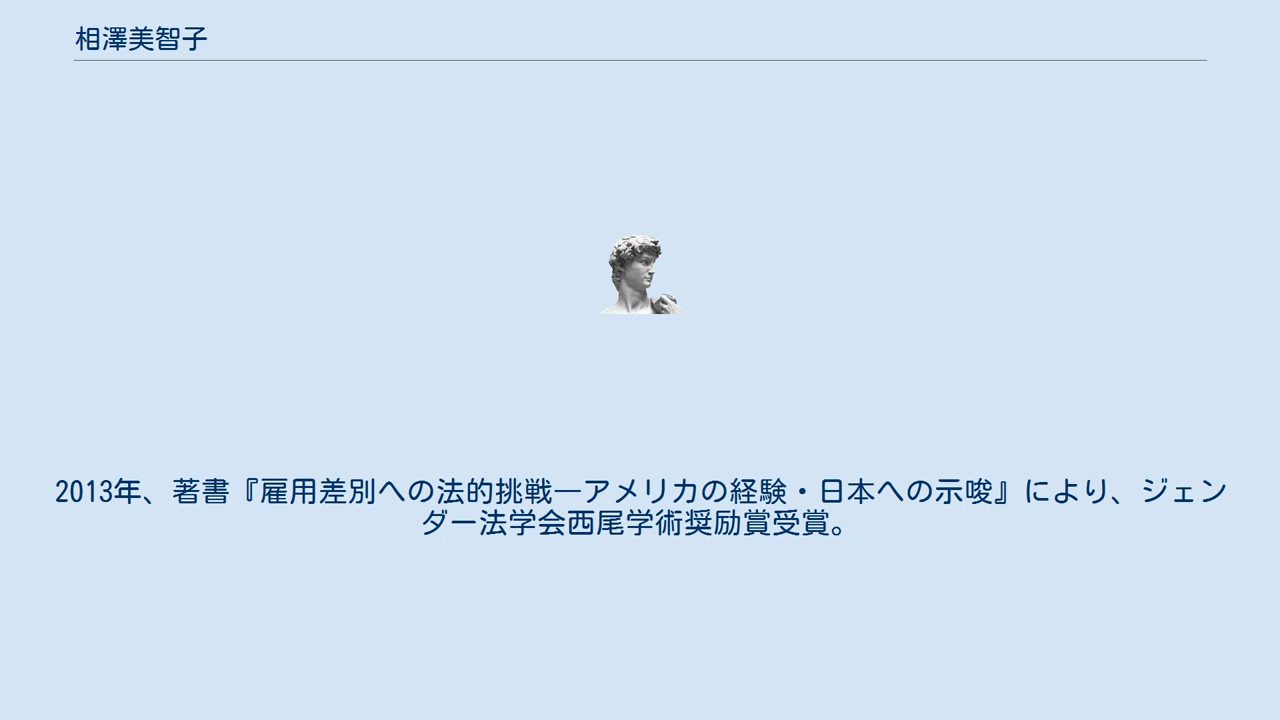 相澤美智子
2013年、著書『雇用差別への法的挑戦―アメリカの経験・日本への示唆』により、ジェン
ダー法学会西尾学術奨励賞受賞。